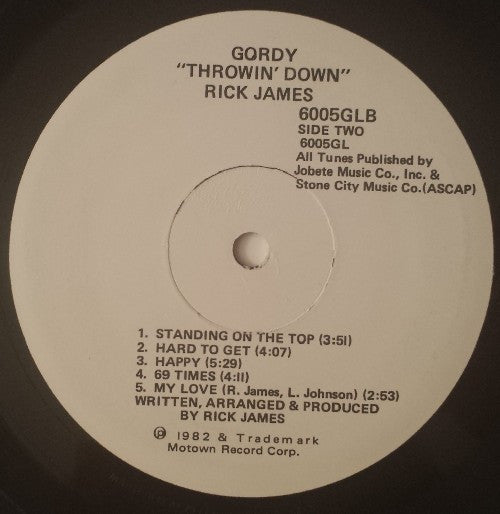 GORDY
"THROWIN' DOWN"
RICK JAMES
6005GLB
SIDE TWO
6005GL
All Tunes Published by
Jobete Music Co., Inc. &
Stone City Music Co.(ASCAP)
1. STANDING ON THE TOP (3:51)
2. HARD TO GET (4:07)
3. HAPPY (5:29)
4. 69 TIMES (4:11)
5. MY LOVE (R. James, L. Johnson) (2:53)
WRITTEN, ARRANGED & PRODUCED
BY RICK JAMES
℗ 1982 & Trademark
Motown Record Corp.